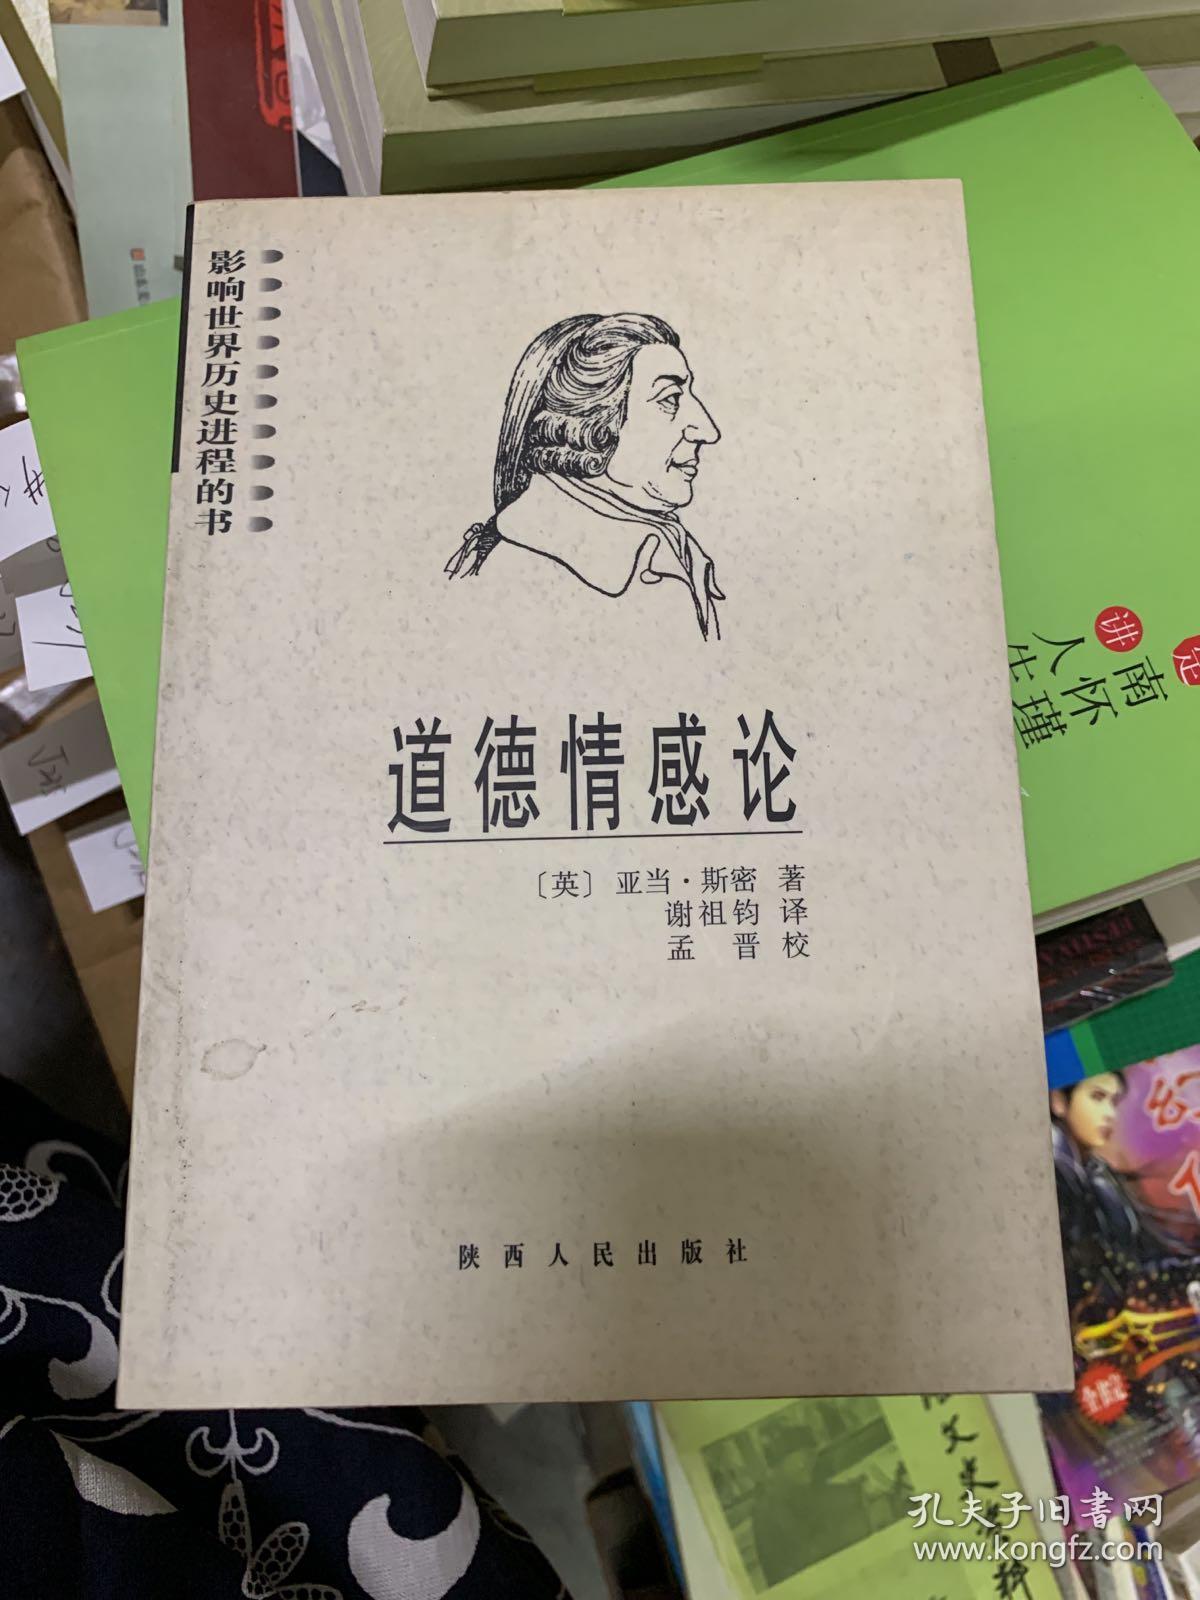 影响世界历史进程的书
道德情感论
〔英〕亚当·斯密 著
谢祖钧 译
孟 晋 校
陕西人民出版社
讲
定
南怀瑾
人生
孔夫子旧书网
www.kongfz.com